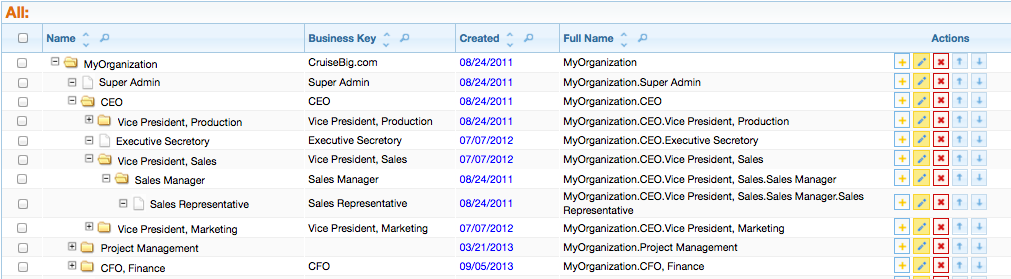 All:
Name Business Key Created Full Name Actions
MyOrganization CruiseBig.com 08/24/2011 MyOrganization
Super Admin Super Admin 08/24/2011 MyOrganization.Super Admin
CEO CEO 08/24/2011 MyOrganization.CEO
Vice President, Production Vice President, Production 08/24/2011 MyOrganization.CEO.Vice President, Production
Executive Secretary Executive Secretary 07/07/2012 MyOrganization.CEO.Executive Secretary
Vice President, Sales Vice President, Sales 07/07/2012 MyOrganization.CEO.Vice President, Sales
Sales Manager Sales Manager 08/24/2011 MyOrganization.CEO.Vice President, Sales.Sales Manager
Sales Representative Sales Representative 08/24/2011 MyOrganization.CEO.Vice President, Sales.Sales Manager.Sales
Representative
Vice President, Marketing Vice President, Marketing 07/07/2012 MyOrganization.CEO.Vice President, Marketing
Project Management 03/21/2013 MyOrganization.Project Management
CFO, Finance CFO 09/05/2013 MyOrganization.CFO, Finance